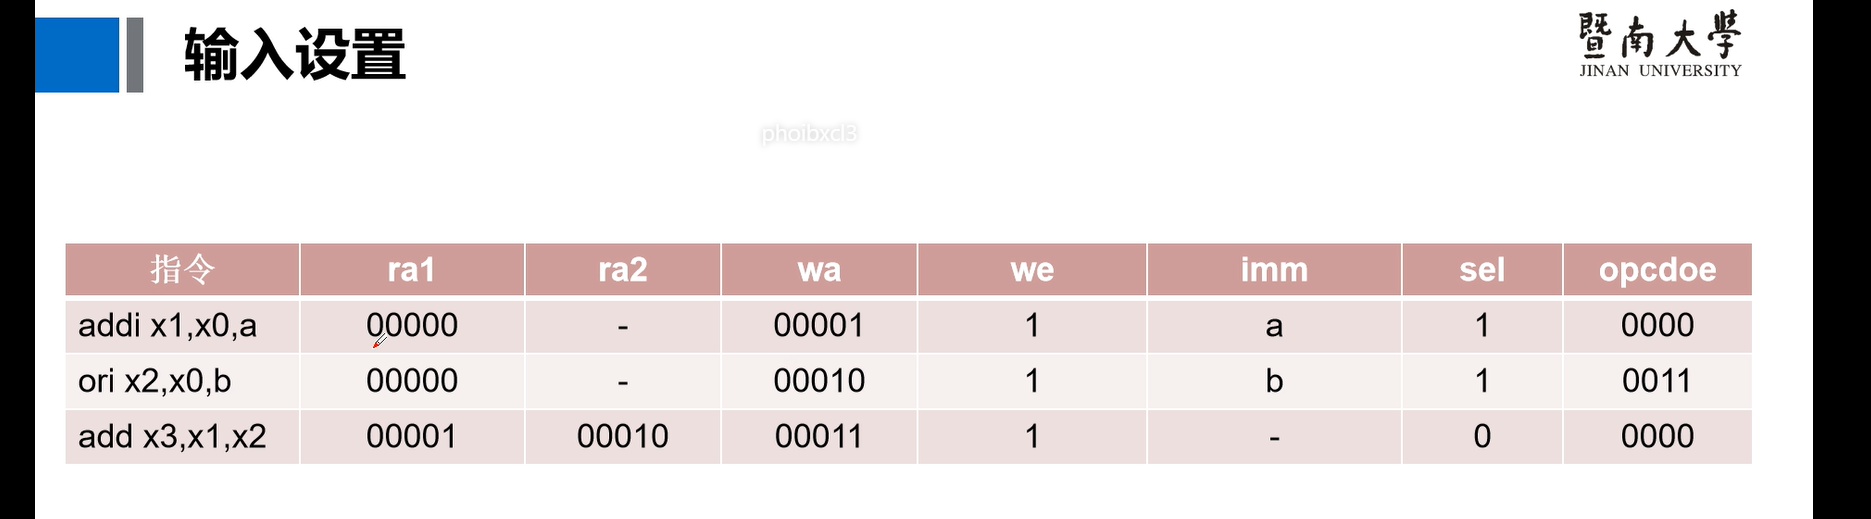 输入设置
暨南大學
JINAN UNIVERSITY
phoibxcl3
指令 ra1 ra2 wa we imm sel opcdoe
addi x1,x0,a 00000 - 00001 1 a 1 0000
ori x2,x0,b 00000 - 00010 1 b 1 0011
add x3,x1,x2 00001 00010 00011 1 - 0 0000